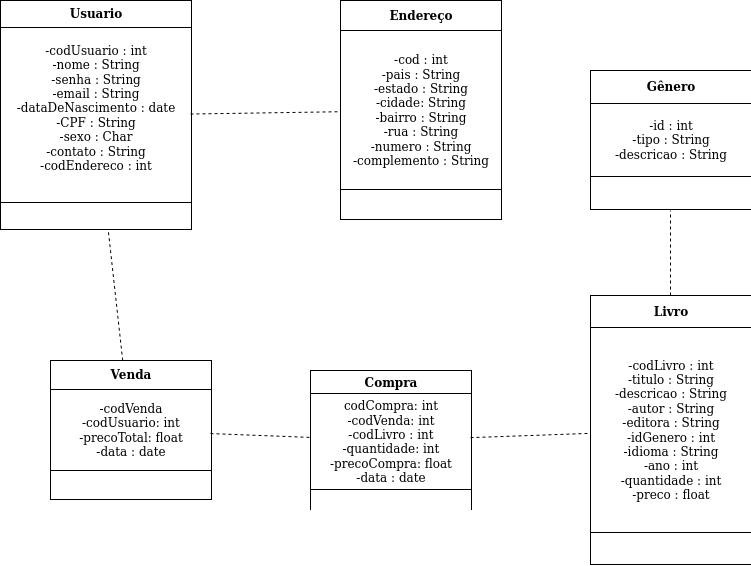 Usuario
-codUsuario : int
-nome : String
-senha : String
-email : String
-dataDeNascimento : date
-CPF : String
-sexo : Char
-contato : String
-codEndereco : int
Endereço
-cod : int
-pais : String
-estado : String
-cidade: String
-bairro : String
-rua : String
-numero : String
-complemento : String
Gênero
-id : int
-tipo : String
-descricao : String
Venda
-codVenda
-codUsuario: int
-precoTotal: float
-data : date
Compra
codCompra: int
-codVenda: int
-codLivro : int
-quantidade: int
-precoCompra: float
-data : date
Livro
-codLivro : int
-titulo : String
-descricao : String
-autor : String
-editora : String
-idGenero : int
-idioma : String
-ano : int
-quantidade : int
-preco : float